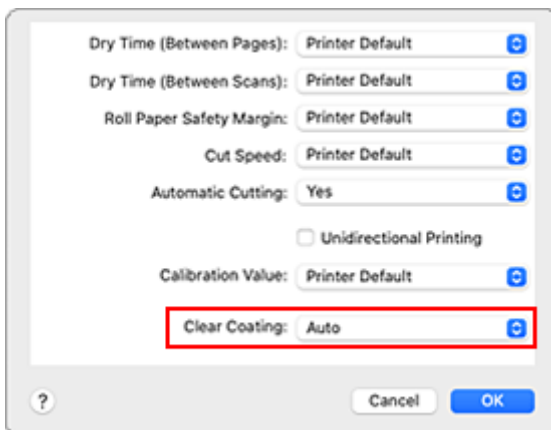 Dry Time (Between Pages): Printer Default
Dry Time (Between Scans): Printer Default
Roll Paper Safety Margin: Printer Default
Cut Speed: Printer Default
Automatic Cutting: Yes
Unidirectional Printing
Calibration Value: Printer Default
Clear Coating: Auto
? Cancel OK